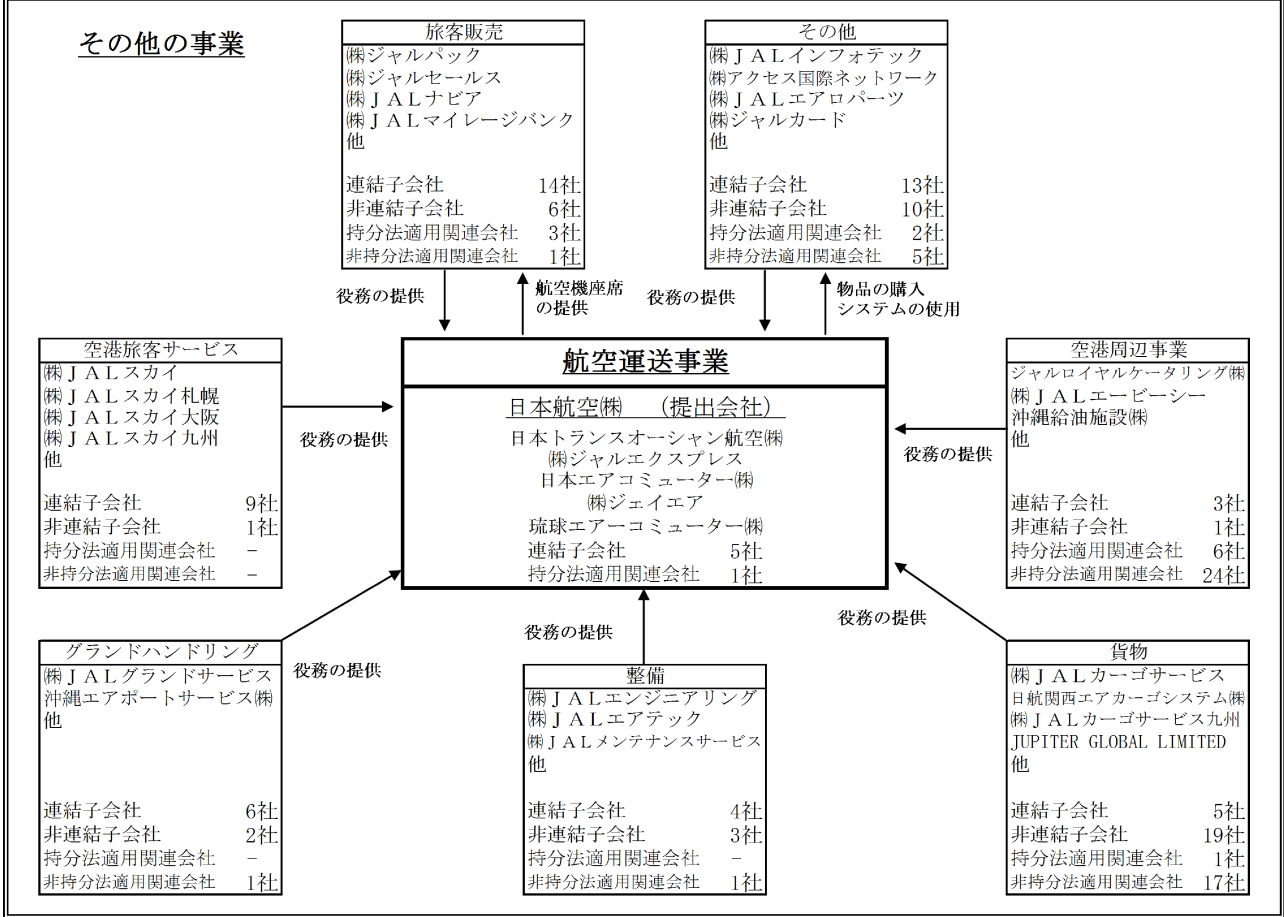 その他の事業
旅客販売
㈱ジャルパック
㈱ジャルセールス
㈱ＪＡＬナビア
㈱ＪＡＬマイレージバンク
他
連結子会社 14社
非連結子会社 6社
持分法適用関連会社 3社
非持分法適用関連会社 1社
その他
㈱ＪＡＬインフォテック
㈱アクセス国際ネットワーク
㈱ＪＡＬエアロパーツ
㈱ジャルカード
他
連結子会社 13社
非連結子会社 10社
持分法適用関連会社 2社
非持分法適用関連会社 5社
役務の提供
航空機座席
の提供
役務の提供
物品の購入
システムの使用
空港旅客サービス
㈱ＪＡＬスカイ
㈱ＪＡＬスカイ札幌
㈱ＪＡＬスカイ大阪
㈱ＪＡＬスカイ九州
他
連結子会社 9社
非連結子会社 1社
持分法適用関連会社 －
非持分法適用関連会社 －
役務の提供
航空運送事業
日本航空㈱ （提出会社）
日本トランスオーシャン航空㈱
㈱ジャルエクスプレス
日本エアコミューター㈱
㈱ジェイエア
琉球エアーコミューター㈱
連結子会社 5社
持分法適用関連会社 1社
役務の提供
空港周辺事業
ジャルロイヤルケータリング㈱
㈱ＪＡＬエービーシー
沖縄給油施設㈱
他
連結子会社 3社
非連結子会社 1社
持分法適用関連会社 6社
非持分法適用関連会社 24社
グランドハンドリング
㈱ＪＡＬグランドサービス
沖縄エアポートサービス㈱
他
連結子会社 6社
非連結子会社 2社
持分法適用関連会社 －
非持分法適用関連会社 1社
役務の提供
役務の提供
整備
㈱ＪＡＬエンジニアリング
㈱ＪＡＬエアテック
㈱ＪＡＬメンテナンスサービス
他
連結子会社 4社
非連結子会社 3社
持分法適用関連会社 －
非持分法適用関連会社 1社
役務の提供
貨物
㈱ＪＡＬカーゴサービス
日航関西エアカーゴシステム㈱
㈱ＪＡＬカーゴサービス九州
JUPITER GLOBAL LIMITED
他
連結子会社 5社
非連結子会社 19社
持分法適用関連会社 1社
非持分法適用関連会社 17社